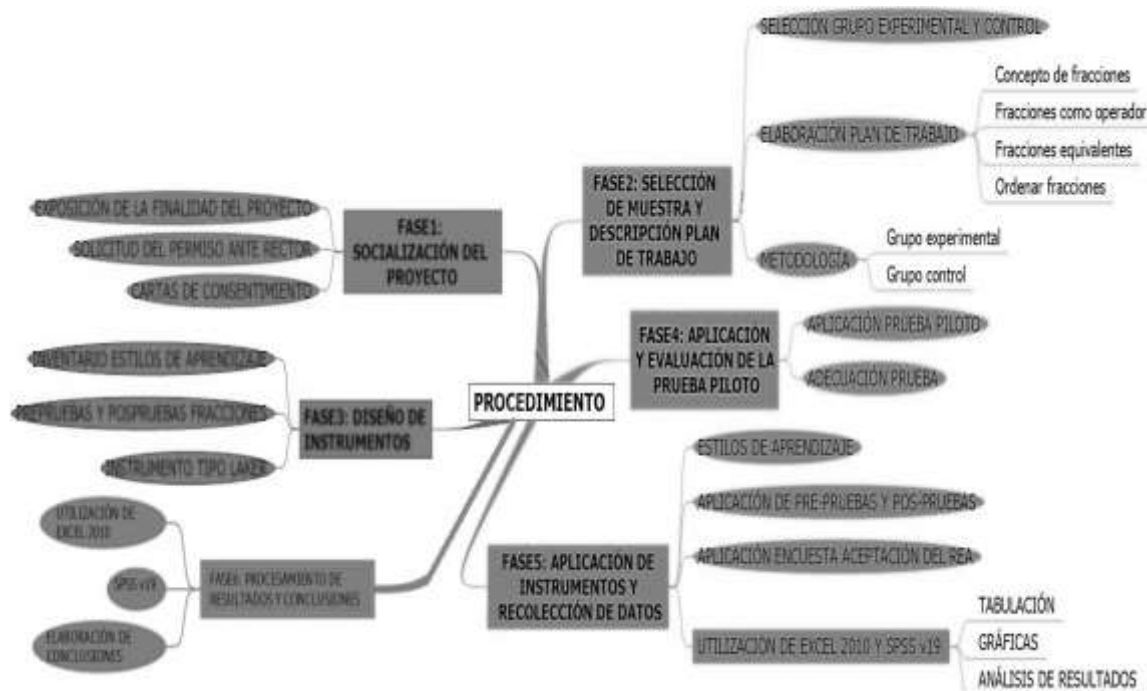 PROCEDIMIENTO
FASE1:
SOCIALIZACIÓN DEL
PROYECTO
EXPOSICIÓN DE LA FINALIDAD DEL PROYECTO
SOLICITUD DEL PERMISO ANTE RECTOR
CARTAS DE CONSENTIMIENTO
FASE2: SELECCIÓN
DE MUESTRA Y
DESCRIPCIÓN PLAN
DE TRABAJO
SELECCIÓN GRUPO EXPERIMENTAL Y CONTROL
ELABORACIÓN PLAN DE TRABAJO
Concepto de fracciones
Fracciones como operador
Fracciones equivalentes
Ordenar fracciones
METODOLOGÍA
Grupo experimental
Grupo control
FASE3: DISEÑO DE
INSTRUMENTOS
INVENTARIO ESTILOS DE APRENDIZAJE
PREPRUEBAS Y POSPRUEBAS FRACCIONES
INSTRUMENTO TIPO LAKER
FASE4: APLICACIÓN
Y EVALUACIÓN DE LA
PRUEBA PILOTO
APLICACIÓN PRUEBA PILOTO
ADECUACIÓN PRUEBA
FASE5: APLICACIÓN DE
INSTRUMENTOS Y
RECOLECCIÓN DE DATOS
ESTILOS DE APRENDIZAJE
APLICACIÓN DE PRE-PRUEBAS Y POS-PRUEBAS
APLICACIÓN ENCUESTA ACEPTACIÓN DEL REA
UTILIZACIÓN DE EXCEL 2010 Y SPSS v19
TABULACIÓN
GRÁFICAS
ANÁLISIS DE RESULTADOS
FASE6: PROCESAMIENTO DE
RESULTADOS Y CONCLUSIONES
UTILIZACIÓN DE
EXCEL 2010
SPSS v19
ELABORACIÓN DE
CONCLUSIONES